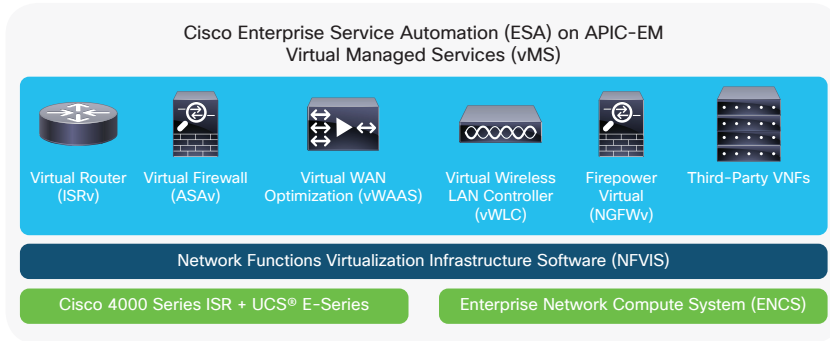 Cisco Enterprise Service Automation (ESA) on APIC-EM
Virtual Managed Services (vMS)
Virtual Router
(ISRv)
Virtual Firewall
(ASAv)
Virtual WAN
Optimization (vWAAS)
Virtual Wireless
LAN Controller
(vWLC)
Firepower
Virtual
(NGFWv)
Third-Party VNFs
Network Functions Virtualization Infrastructure Software (NFVIS)
Cisco 4000 Series ISR + UCS® E-Series
Enterprise Network Compute System (ENCS)